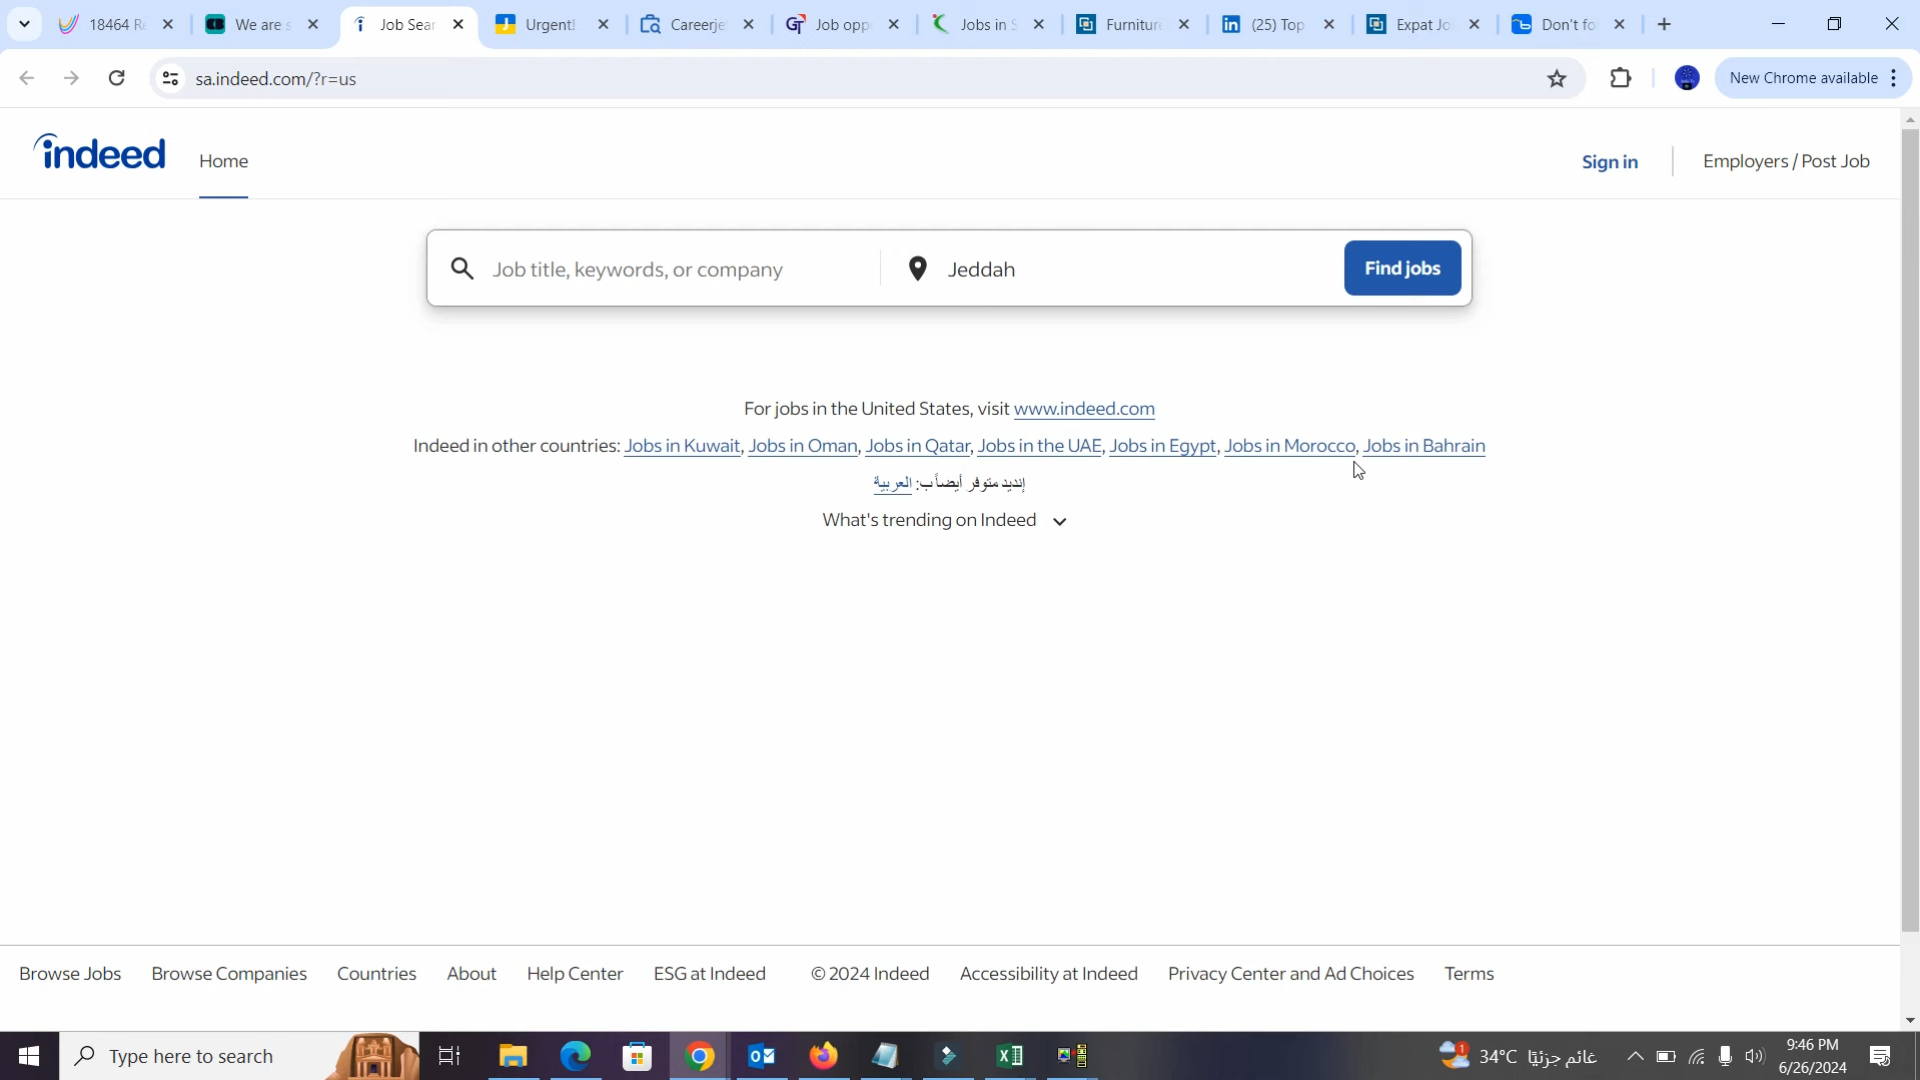 18464 Re
We are s
Job Sear
Urgent!
Careerje
Job opp
Jobs in S
Furniture
(25) Top
Expat Jo
Don't fo
sa.indeed.com/?r=us
New Chrome available
indeed
Home
Sign in
Employers / Post Job
Job title, keywords, or company
Jeddah
Find jobs
For jobs in the United States, visit www.indeed.com
Indeed in other countries: Jobs in Kuwait, Jobs in Oman, Jobs in Qatar, Jobs in the UAE, Jobs in Egypt, Jobs in Morocco, Jobs in Bahrain
إنديد متوفر أيضاً ب: العربية
What's trending on Indeed
Browse Jobs Browse Companies Countries About Help Center ESG at Indeed © 2024 Indeed Accessibility at Indeed Privacy Center and Ad Choices Terms
Type here to search
34°C غائم جزئيًا
9:46 PM
6/26/2024